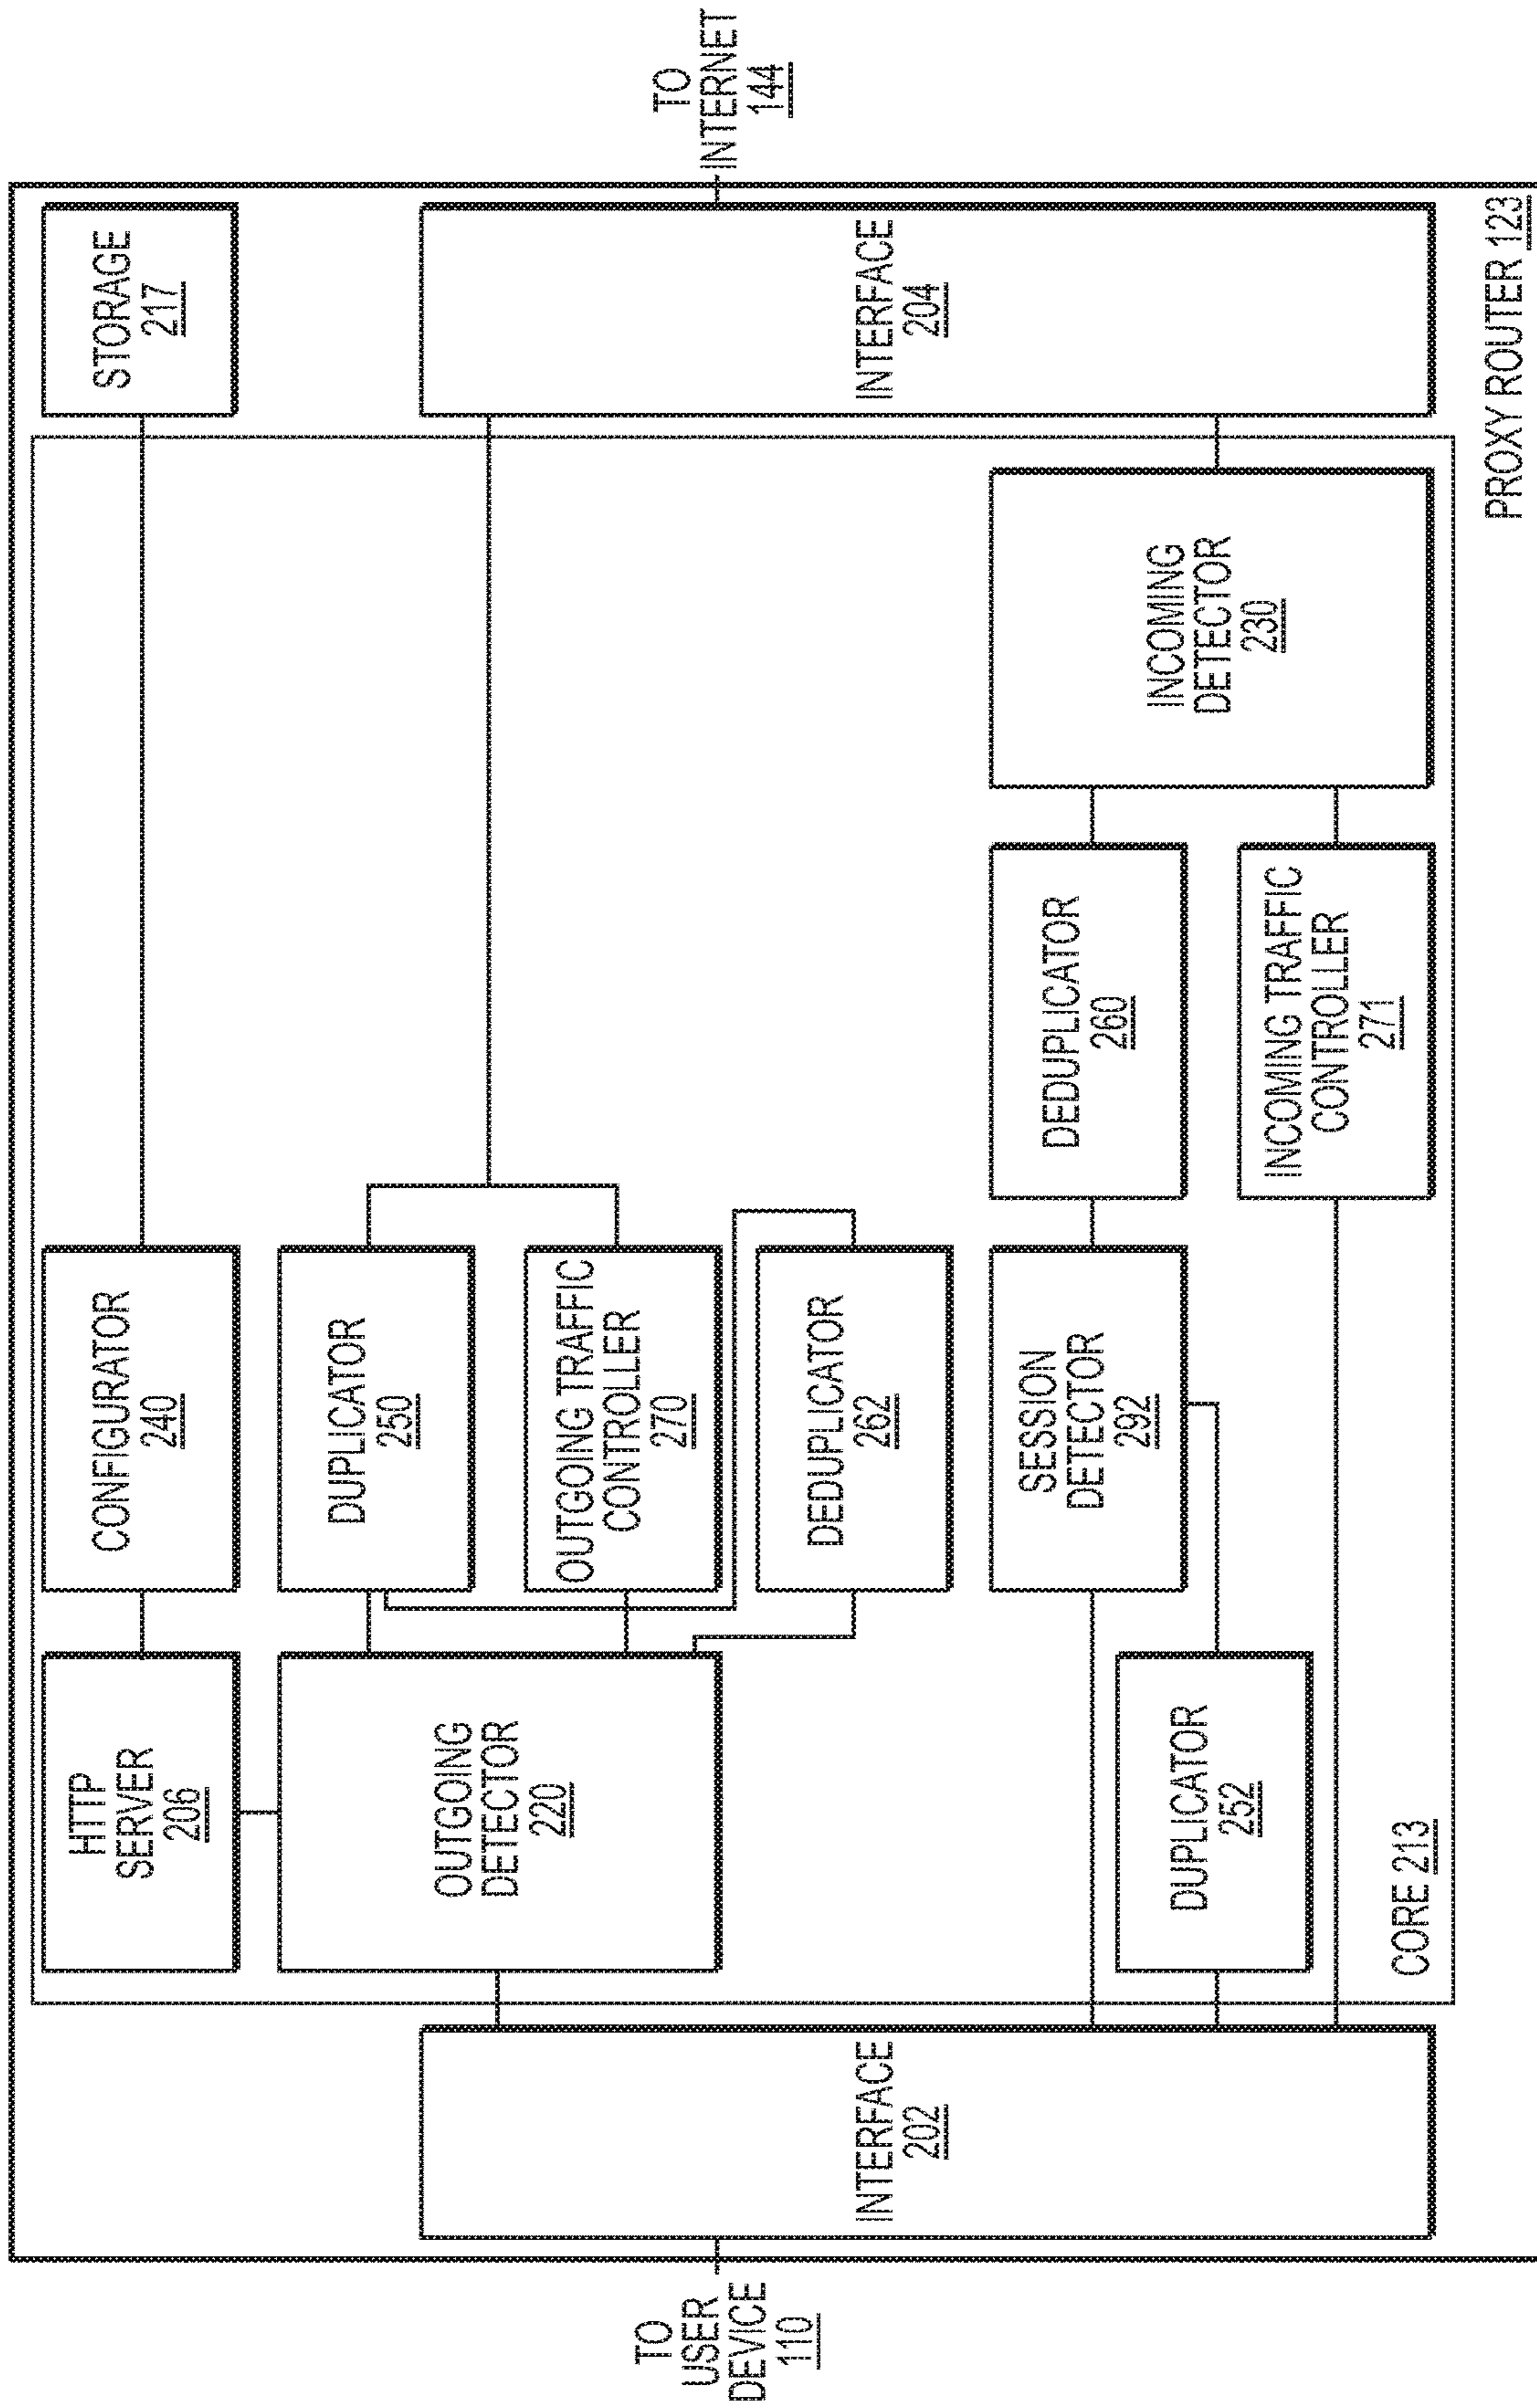 TO
USER
DEVICE
110
INTERFACE
202
HTTP
SERVER
206
CONFIGURATOR
240
STORAGE
217
OUTGOING
DETECTOR
220
DUPLICATOR
250
OUTGOING TRAFFIC
CONTROLLER
270
DEDUPLICATOR
262
SESSION
DETECTOR
292
DUPLICATOR
252
DEDUPLICATOR
260
INCOMING TRAFFIC
CONTROLLER
271
INCOMING
DETECTOR
230
INTERFACE
204
TO
INTERNET
144
CORE 213
PROXY ROUTER 123